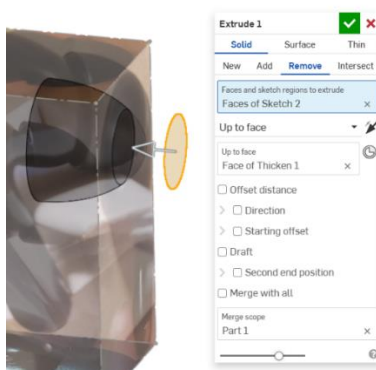 Extrude 1
Solid Surface Thin
New Add Remove Intersect
Faces and sketch regions to extrude
Faces of Sketch 2
Up to face
Up to face
Face of Thicken 1
Offset distance
Direction
Starting offset
Draft
Second end position
Merge with all
Merge scope
Part 1